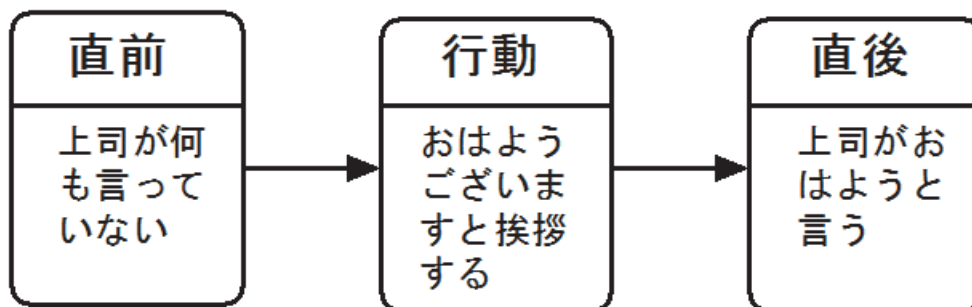 直前
上司が何
も言って
いない
行動
おはよう
ございま
すと挨拶
する
直後
上司がお
はようと
言う